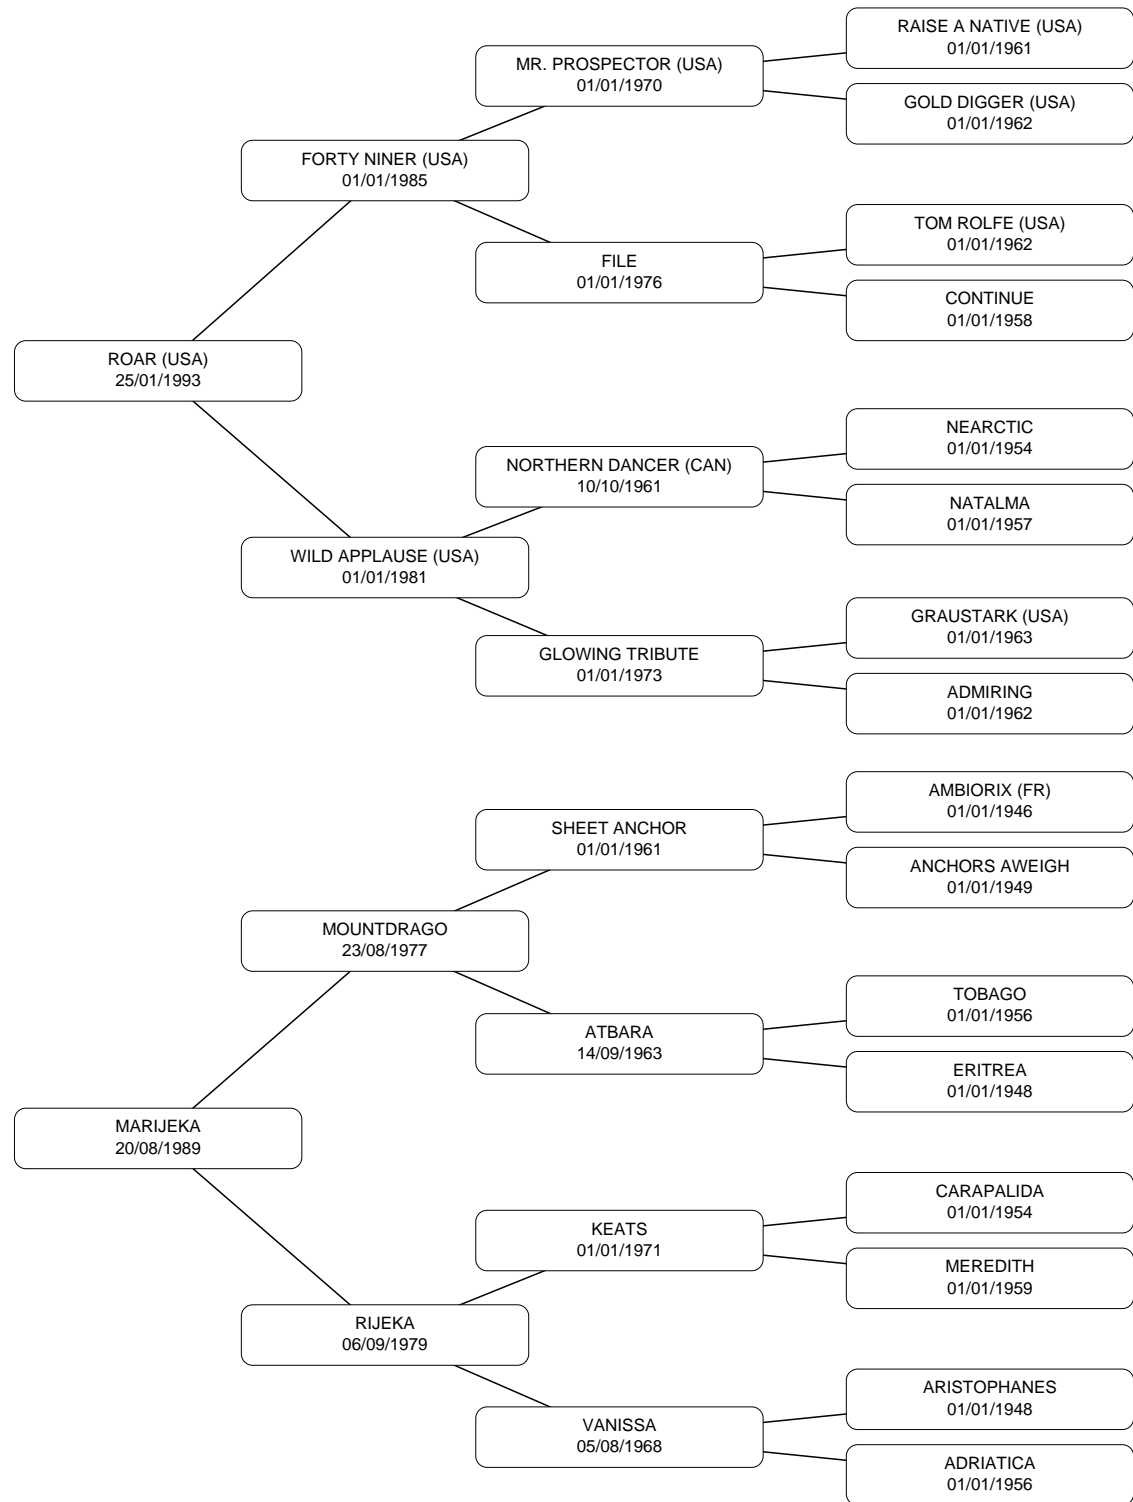 RAISE A NATIVE (USA)
01/01/1961
MR. PROSPECTOR (USA)
01/01/1970
GOLD DIGGER (USA)
01/01/1962
FORTY NINER (USA)
01/01/1985
TOM ROLFE (USA)
01/01/1962
FILE
01/01/1976
CONTINUE
01/01/1958
ROAR (USA)
25/01/1993
NEARCTIC
01/01/1954
NORTHERN DANCER (CAN)
10/10/1961
NATALMA
01/01/1957
WILD APPLAUSE (USA)
01/01/1981
GRAUSTARK (USA)
01/01/1963
GLOWING TRIBUTE
01/01/1973
ADMIRING
01/01/1962
AMBIORIX (FR)
01/01/1946
SHEET ANCHOR
01/01/1961
ANCHORS AWEIGH
01/01/1949
MOUNTDRAGO
23/08/1977
TOBAGO
01/01/1956
ATBARA
14/09/1963
ERITREA
01/01/1948
MARIJEKA
20/08/1989
CARAPALIDA
01/01/1954
KEATS
01/01/1971
MEREDITH
01/01/1959
RIJEKA
06/09/1979
ARISTOPHANES
01/01/1948
VANISSA
05/08/1968
ADRIATICA
01/01/1956